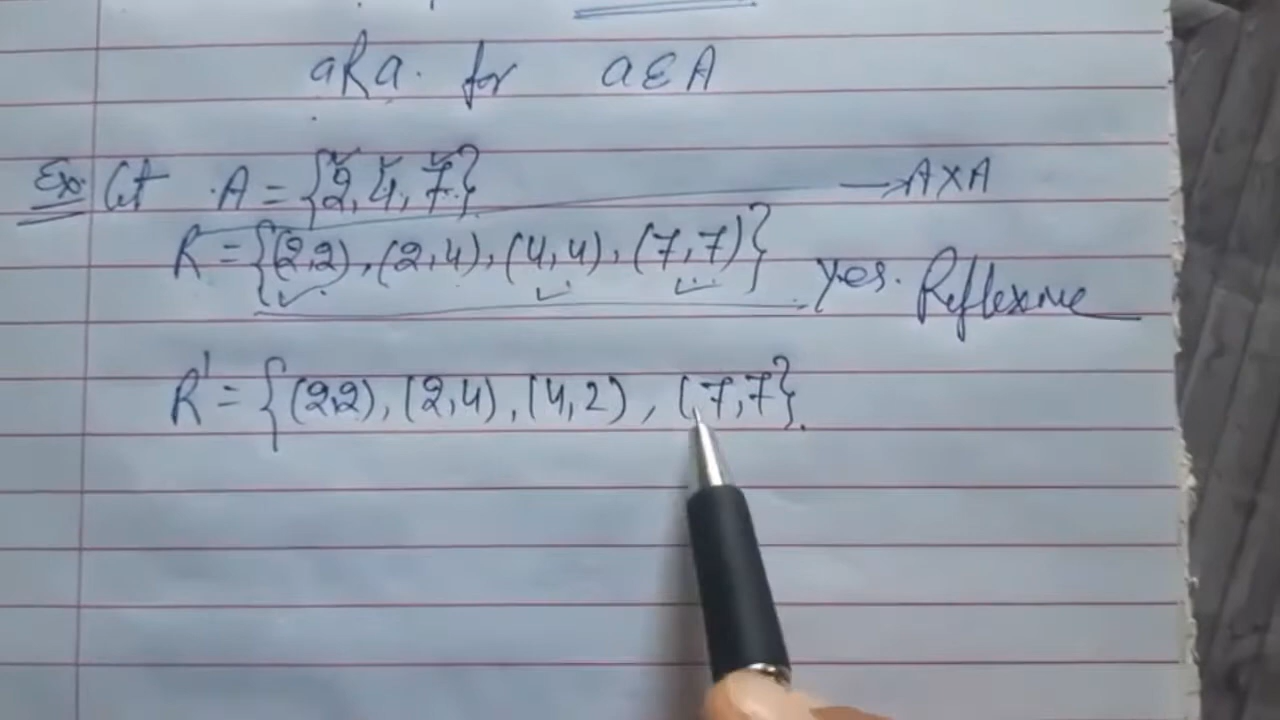 aRa. for a ∈ A
Ex. Let A = {2, 4, 7} → A X A
R = {(2,2), (2,4), (4,4), (7,7)} Yes. Reflexive
R' = {(2,2), (2,4), (4,2), (7,7}.